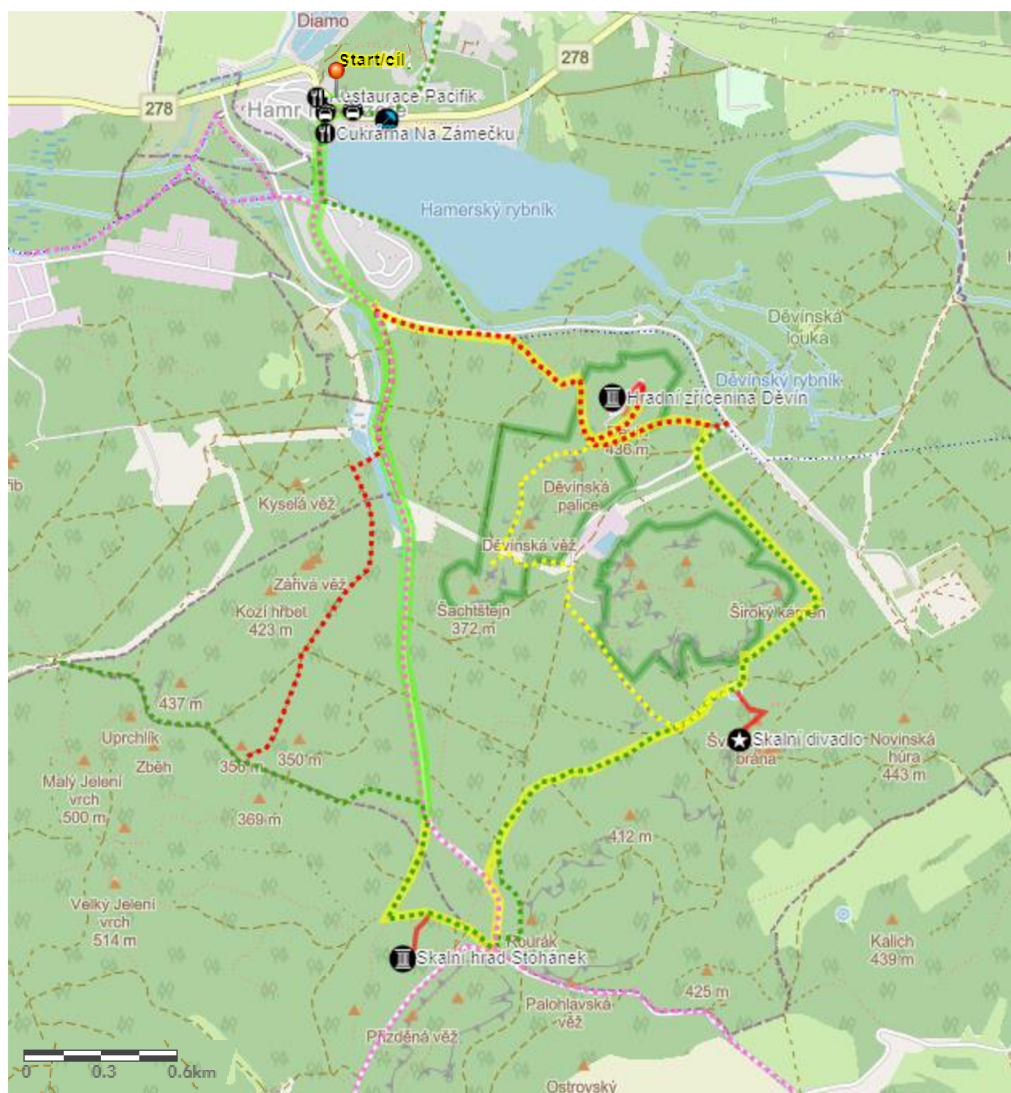 Diamo
Start/cíl
278
278
Restaurace Pacifik
Hamr
Cukrárna Na Zámečku
Hamerský rybník
Děvínská
louka
Děvínský rybník
Hradní zřícenina Děvín
436 m
Děvínská
palice
Kyselá věž
Děvínská věž
Zářivá věž
Kozí hřbet
423 m
Šachtštejn
372 m
Široký kámen
437 m
Uprchlík
Zběh
356 m
350 m
Skalní divadlo
brána
Novinská
hůra
443 m
Malý Jelení
vrch
500 m
369 m
412 m
Velký Jelení
vrch
514 m
Kourák
Skalní hrad Stohánek
Kalich
439 m
425 m
Palohlavská
věž
Přizděná věž
Ostrovský
0 0.3 0.6km